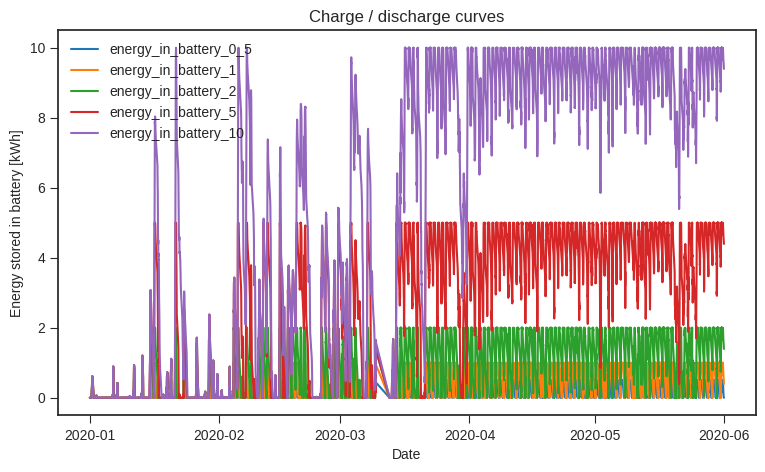 Charge / discharge curves
energy_in_battery_0_5
energy_in_battery_1
energy_in_battery_2
energy_in_battery_5
energy_in_battery_10
Energy stored in battery [kWh]
10
8
6
4
2
0
2020-01 2020-02 2020-03 2020-04 2020-05 2020-06
Date